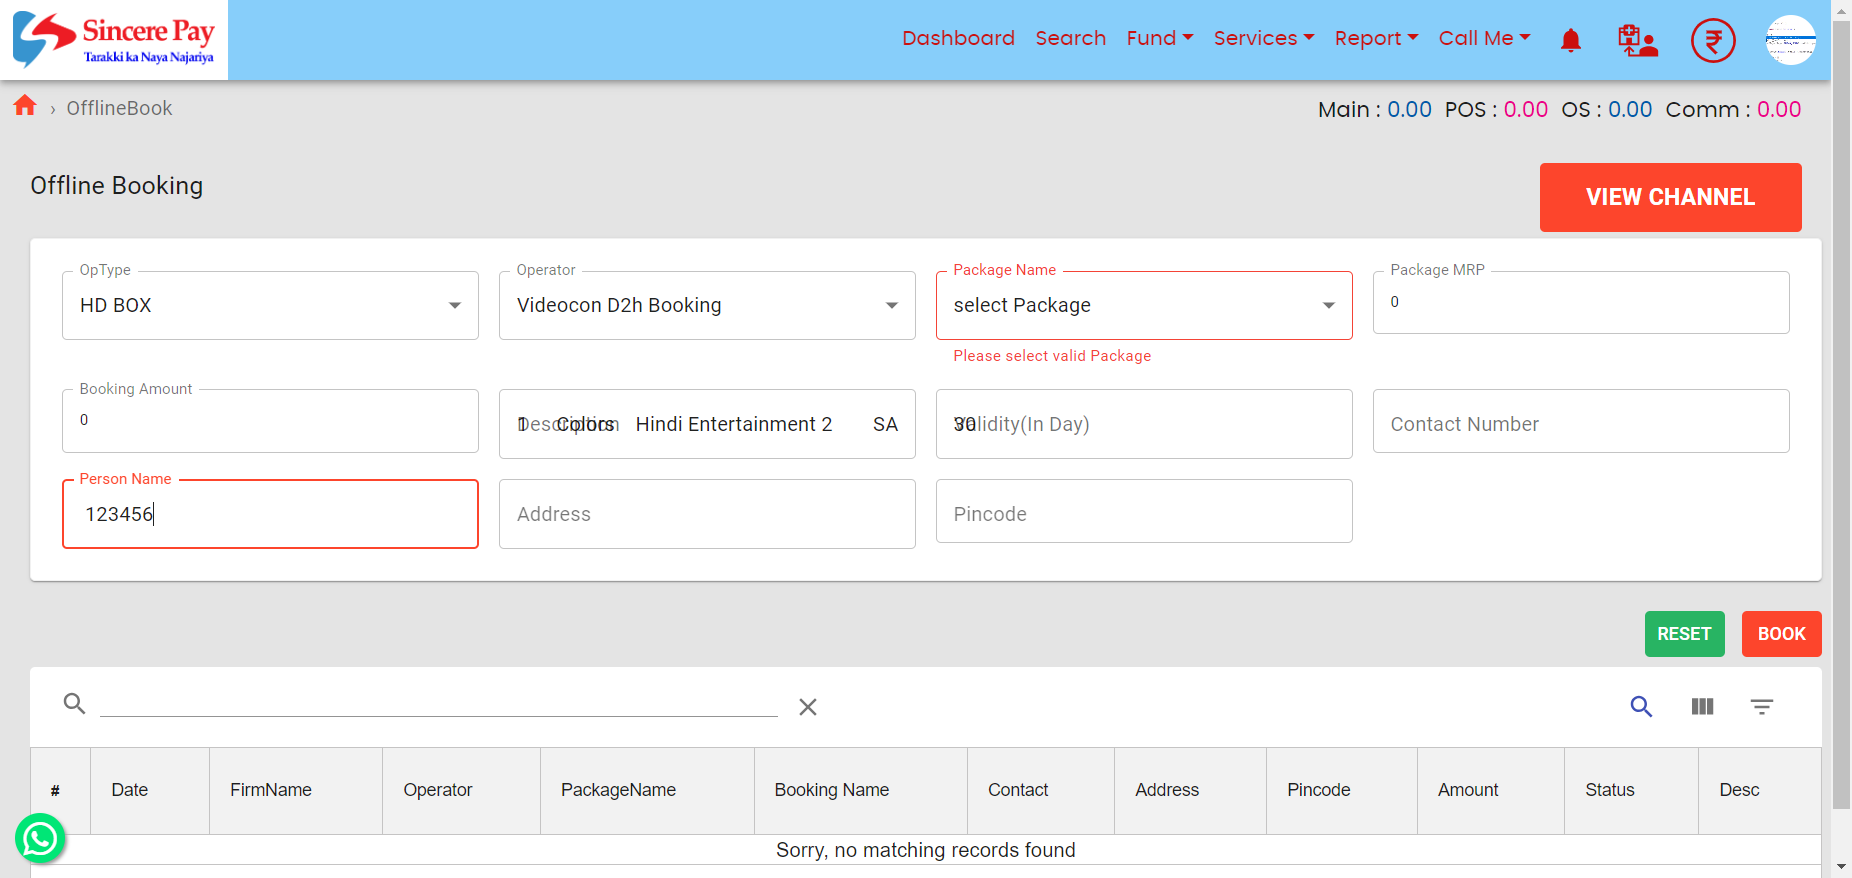 Sincere Pay
Tarakki ka Naya Najariya
Dashboard Search Fund Services Report Call Me
› OfflineBook
Main : 0.00 POS : 0.00 OS : 0.00 Comm : 0.00
Offline Booking
VIEW CHANNEL
OpType Operator Package Name Package MRP
HD BOX Videocon D2h Booking select Package 0
Please select valid Package
Booking Amount
0 Description 1 Colors Hindi Entertainment 2 SA Validity(In Day) 30 Contact Number
Person Name
123456 Address Pincode
RESET BOOK
# Date FirmName Operator PackageName Booking Name Contact Address Pincode Amount Status Desc
Sorry, no matching records found